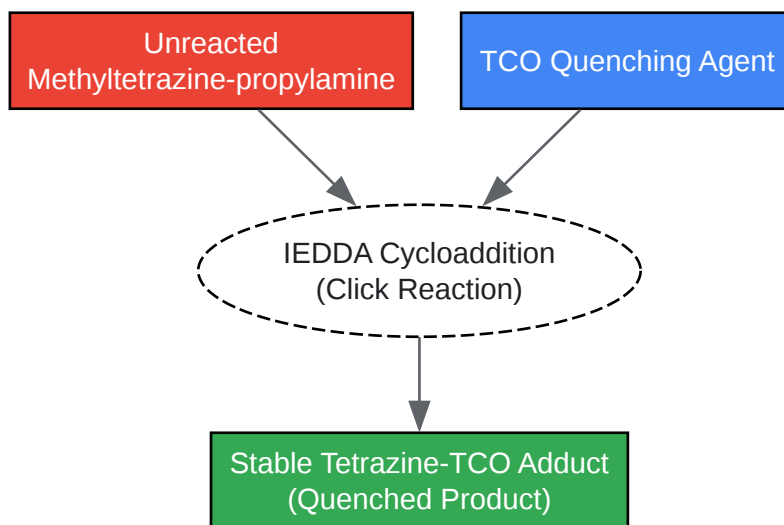 Unreacted
Methyltetrazine-propylamine
TCO Quenching Agent
IEDDA Cycloaddition
(Click Reaction)
Stable Tetrazine-TCO Adduct
(Quenched Product)